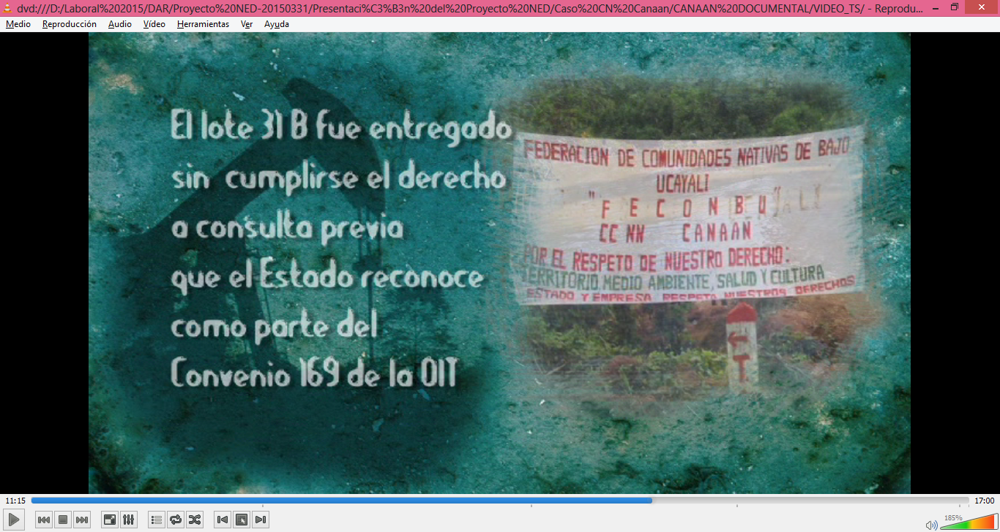 dvd:///D:/Laboral%202015/DAR/Proyecto%20NED-20150331/Presentaci%C3%B3n%20del%20Proyecto%20NED/Caso%20CN%20Canaan/CANAAN%20DOCUMENTAL/VIDEO_TS/ - Reprodu...
Medio Reproducción Audio Vídeo Herramientas Ver Ayuda
El lote 31 B fue entregado
sin cumplirse el derecho
a consulta previa
que el Estado reconoce
como parte del
Convenio 169 de la OIT
FEDERACION DE COMUNIDADES NATIVAS DE BAJO
UCAYALI
"FECONBU"
CC NN CANAAN
POR EL RESPETO DE NUESTRO DERECHO:
TERRITORIO, MEDIO AMBIENTE, SALUD Y CULTURA
ESTADO Y EMPRESA RESPETA NUESTROS DERECHOS
T
11:15
17:00
185%